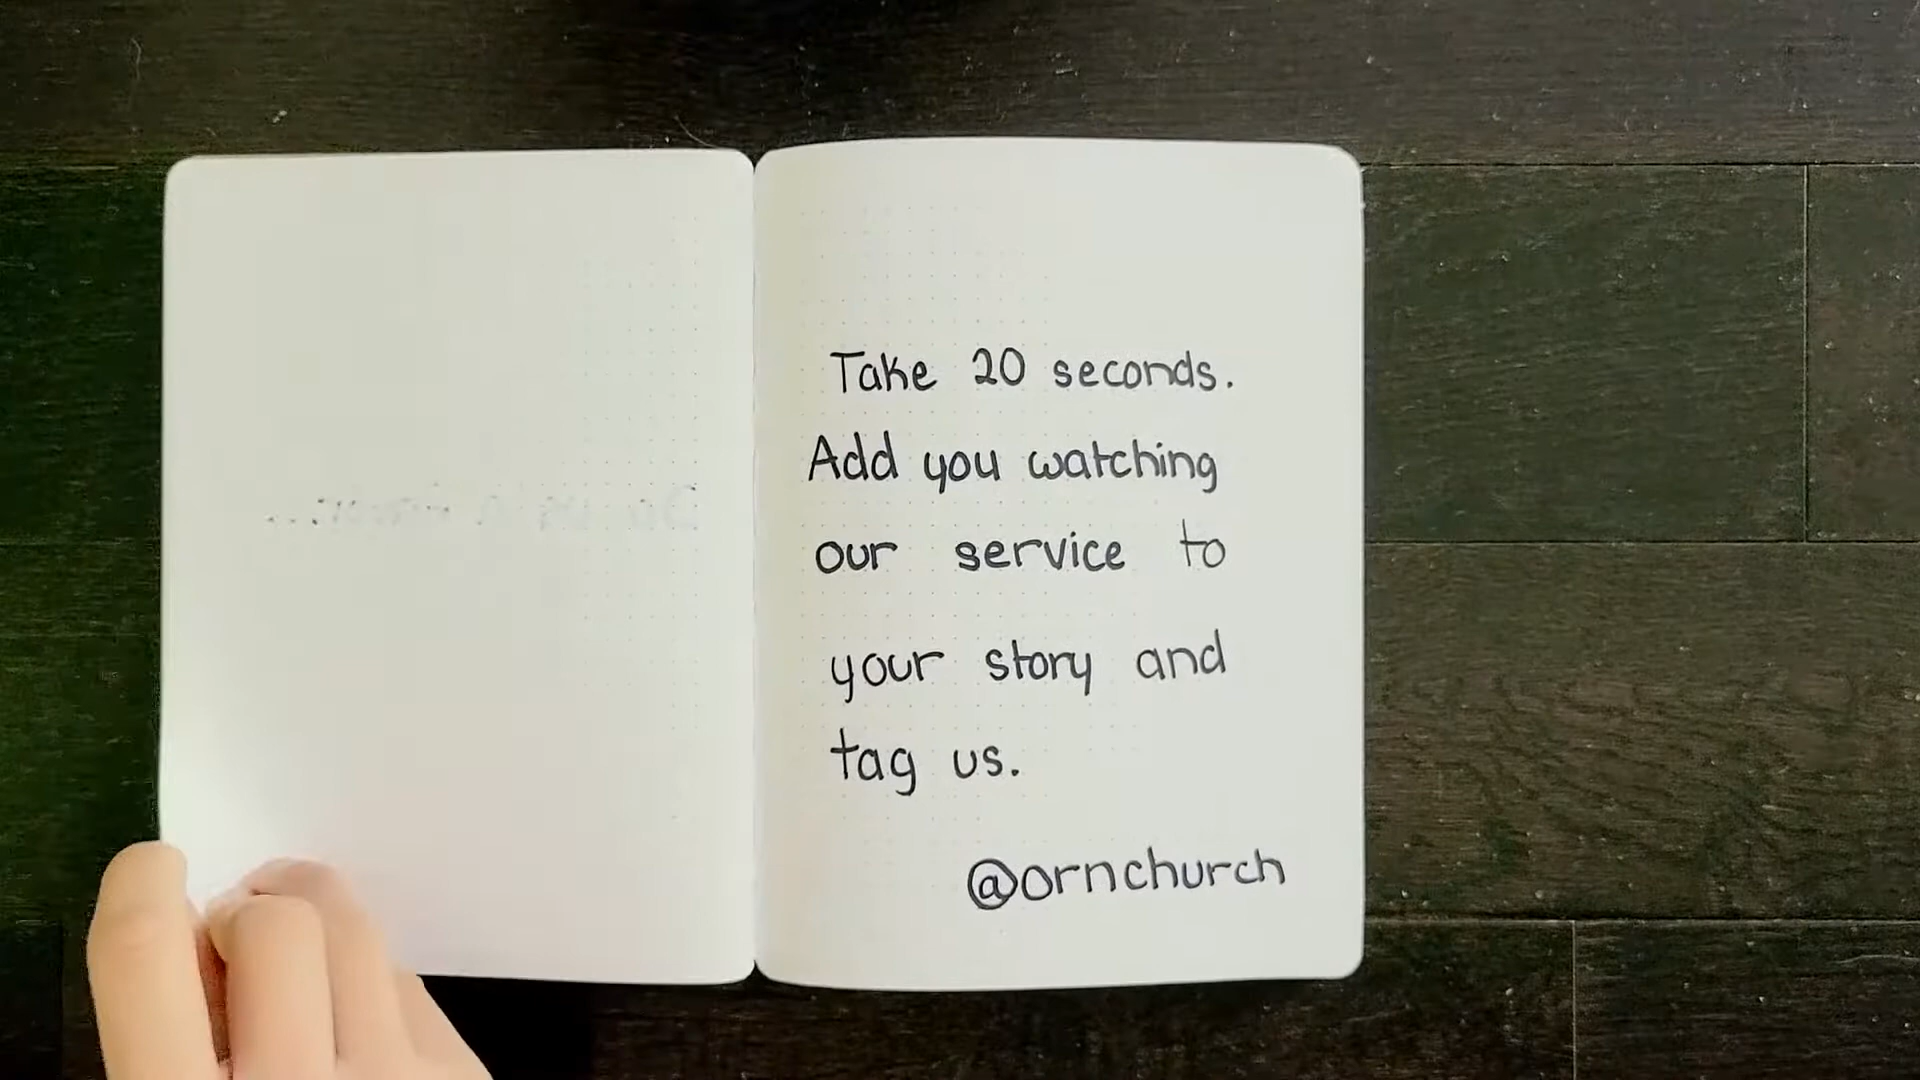 Take 20 seconds.
Add you watching
our service to
your story and
tag us.
@ornchurch